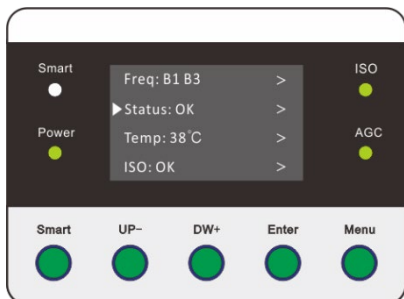 Smart
ISO
Freq: B1 B3 >
Status: OK >
Power
AGC
Temp: 38°C >
ISO: OK >
Smart UP- DW+ Enter Menu